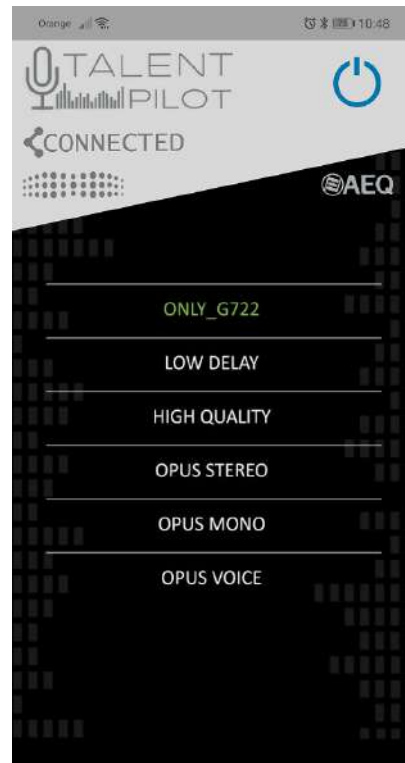 Orange 10:48
TALENT
PILOT
CONNECTED
AEQ
ONLY_G722
LOW DELAY
HIGH QUALITY
OPUS STEREO
OPUS MONO
OPUS VOICE